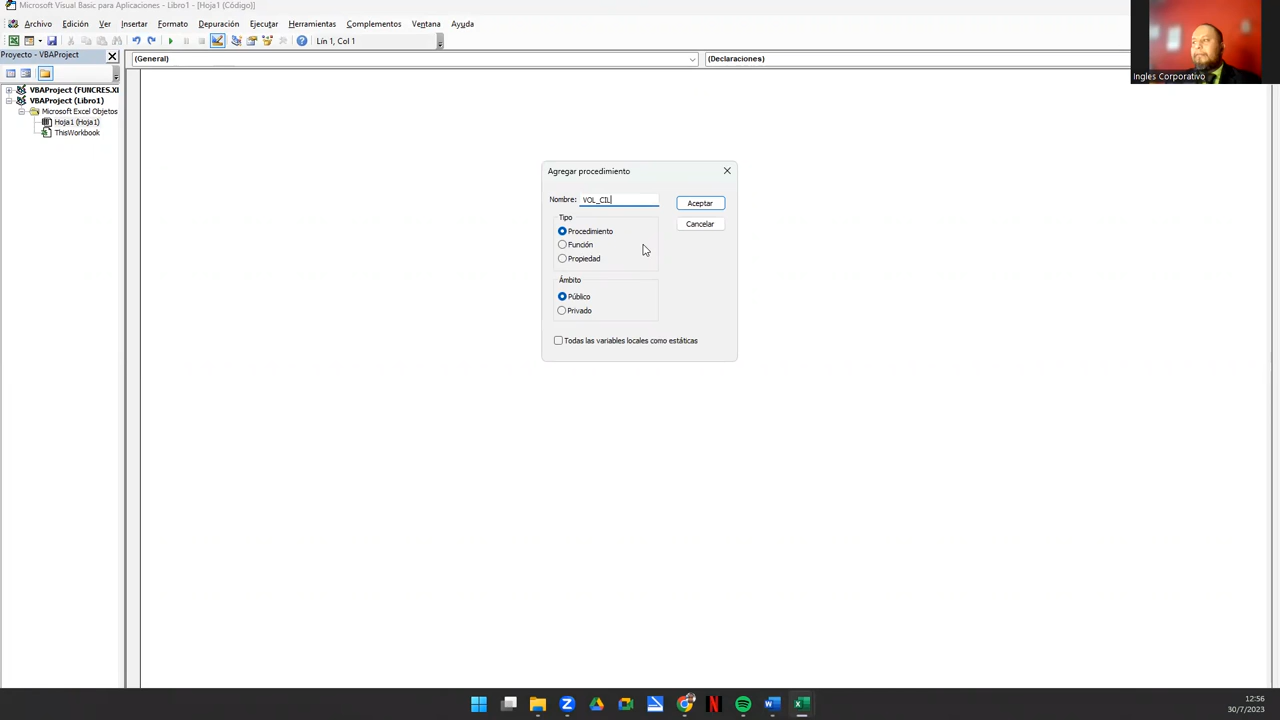 Microsoft Visual Basic para Aplicaciones - Libro1 - [Hoja1 (Código)]
Archivo Edición Ver Insertar Formato Depuración Ejecutar Herramientas Complementos Ventana Ayuda
Lín 1, Col 1
Proyecto - VBAProject
(General)
(Declaraciones)
VBAProject (FUNCRES.XL
VBAProject (Libro1)
Microsoft Excel Objetos
Hoja1 (Hoja1)
ThisWorkbook
Ingles Corporativo
Agregar procedimiento
Nombre: VOL_CIL
Aceptar
Tipo
Cancelar
Procedimiento
Función
Propiedad
Ámbito
Público
Privado
Todas las variables locales como estáticas
12:56
30/7/2023